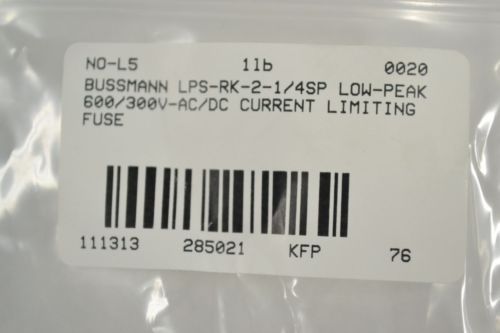 NO-L5 11b 0020
BUSSMANN LPS-RK-2-1/4SP LOW-PEAK
600/300V-AC/DC CURRENT LIMITING
FUSE
111313 285021 KFP 76